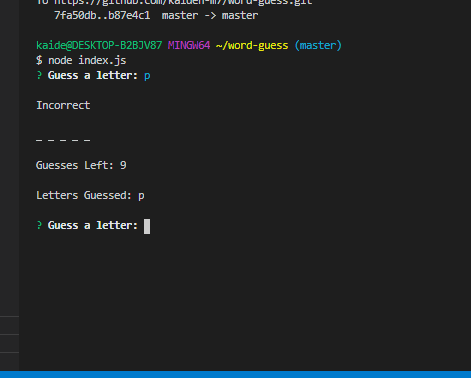 To https://github.com/kaiden-m7/word-guess.git
7fa50db..b87e4c1 master -> master
kaide@DESKTOP-B2BJV87 MINGW64 ~/word-guess (master)
$ node index.js
? Guess a letter: p
Incorrect
_ _ _ _ _
Guesses Left: 9
Letters Guessed: p
? Guess a letter: